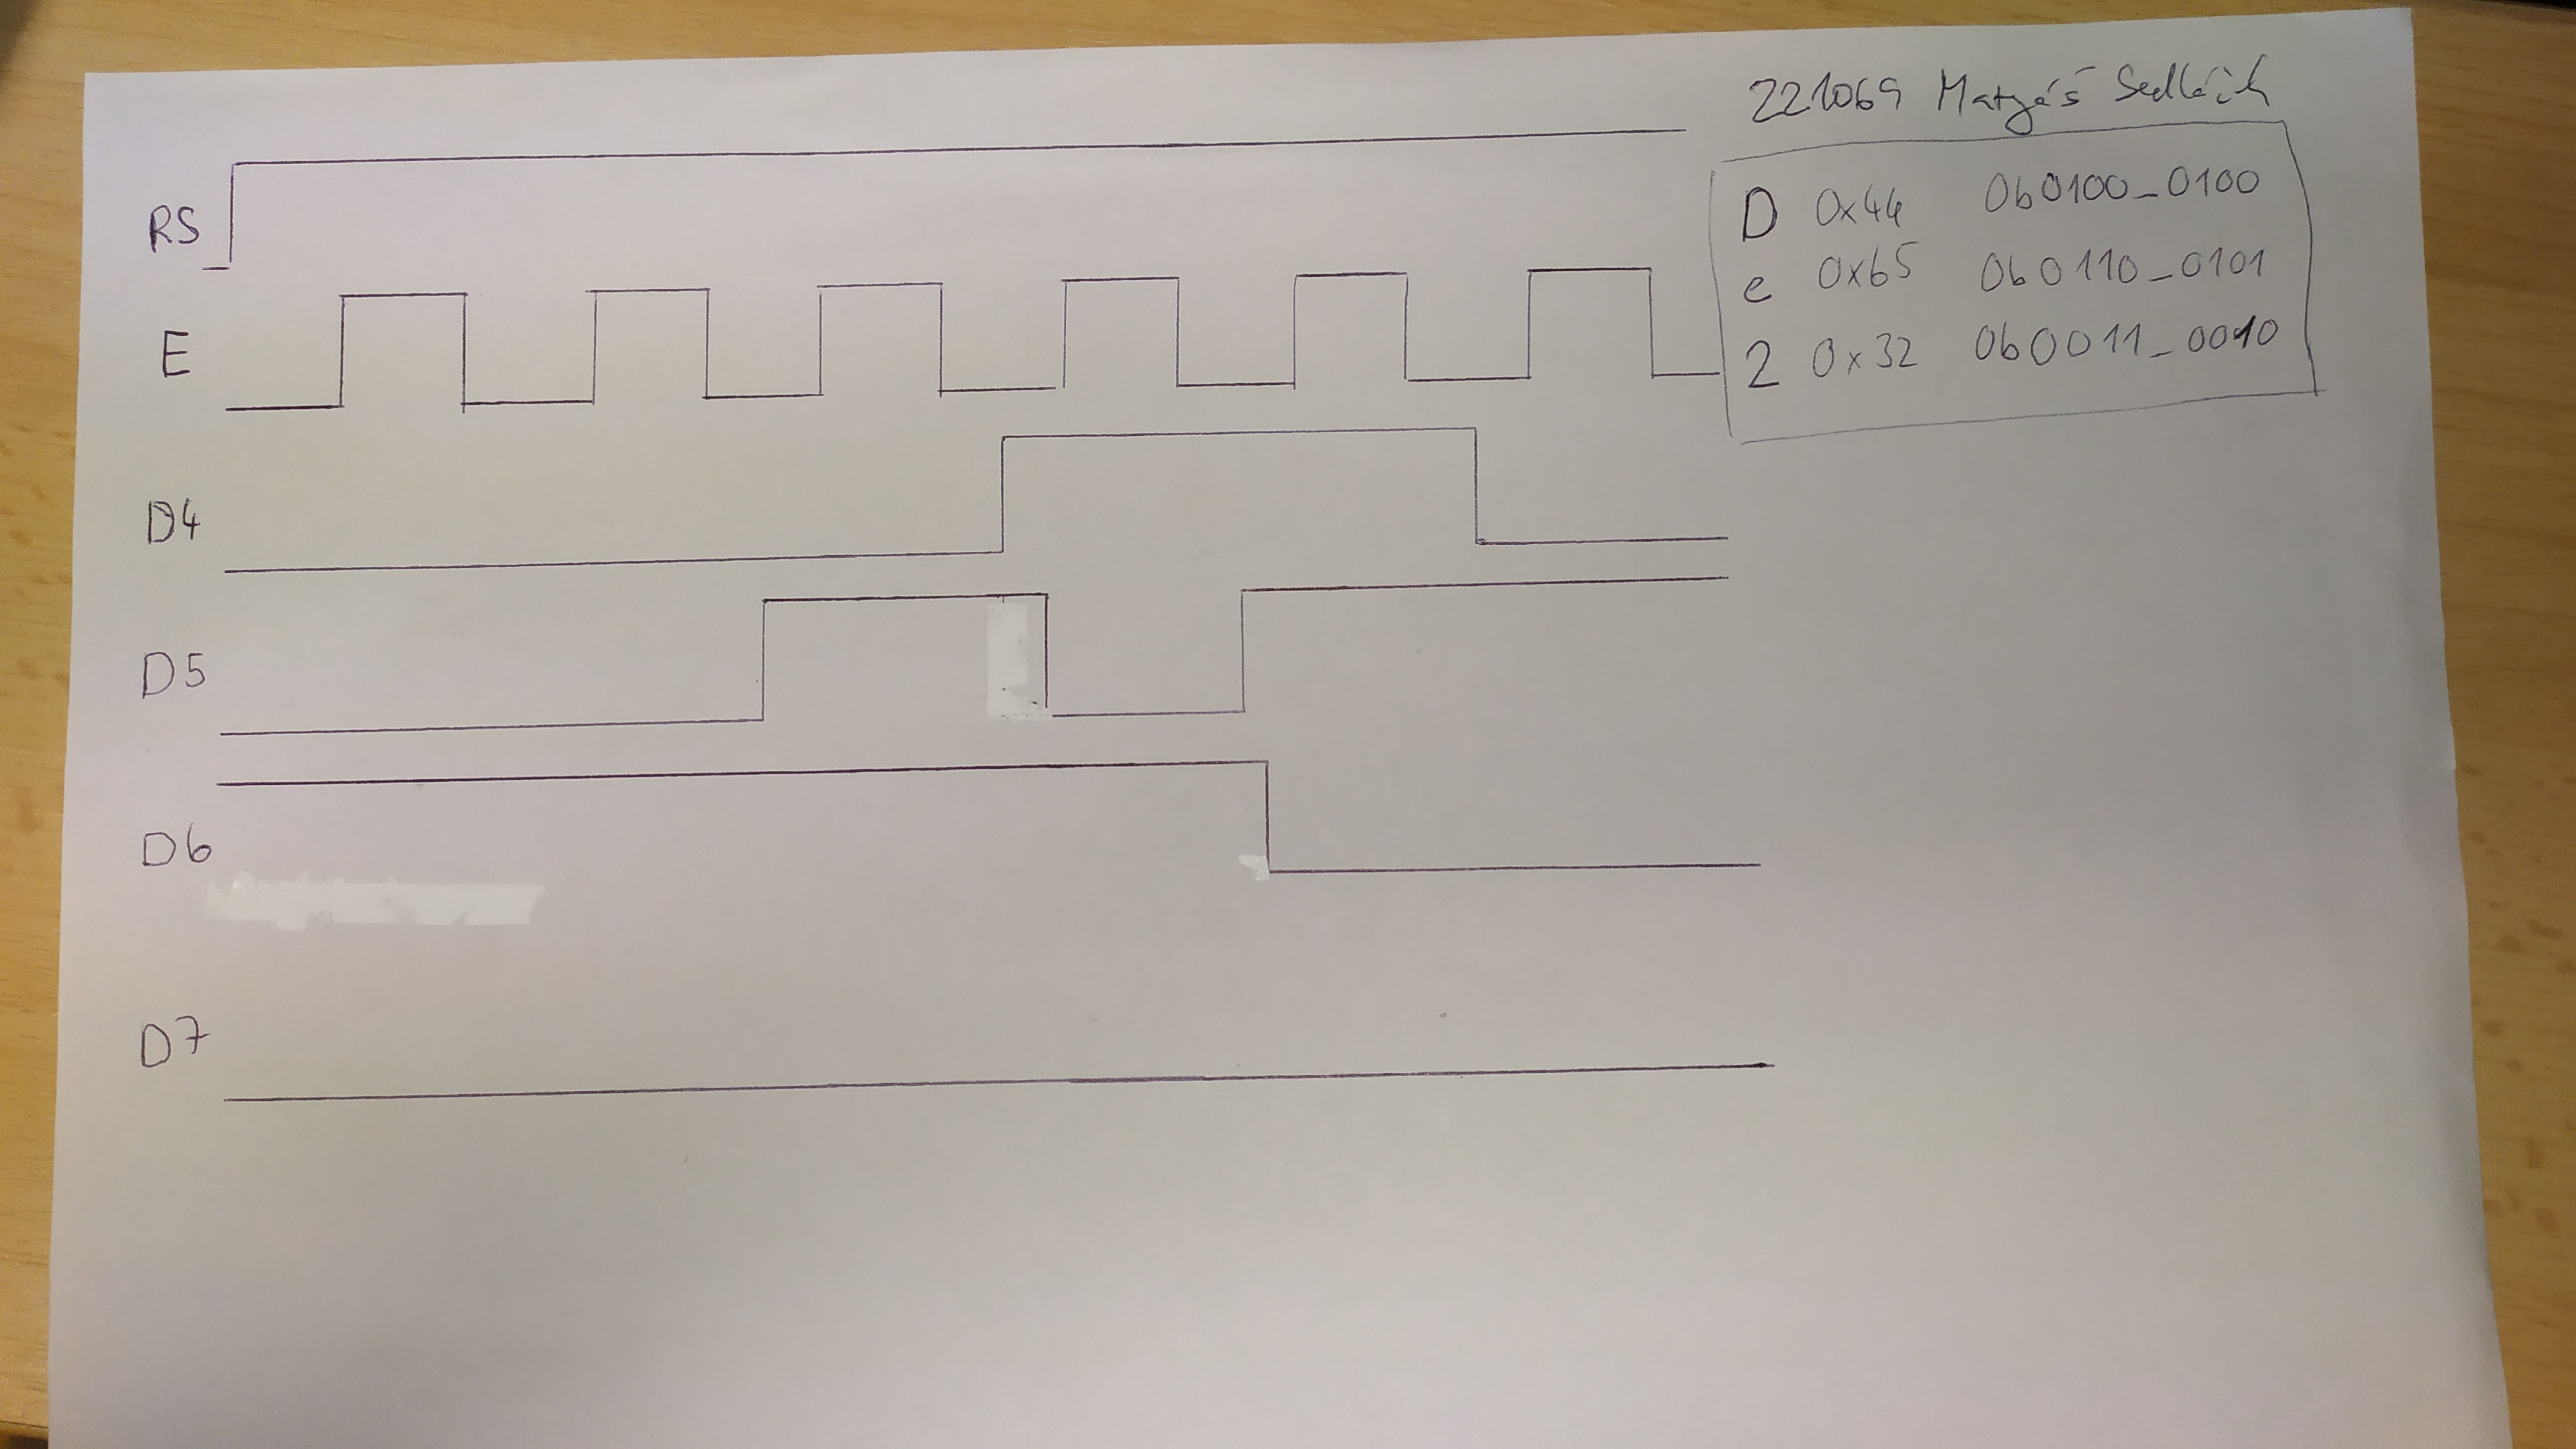 221069 Matyáš Sedláček
RS
E
D4
D5
D6
D7
D 0x44 0b0100_0100
e 0x65 0b0110_0101
2 0x32 0b0011_0010